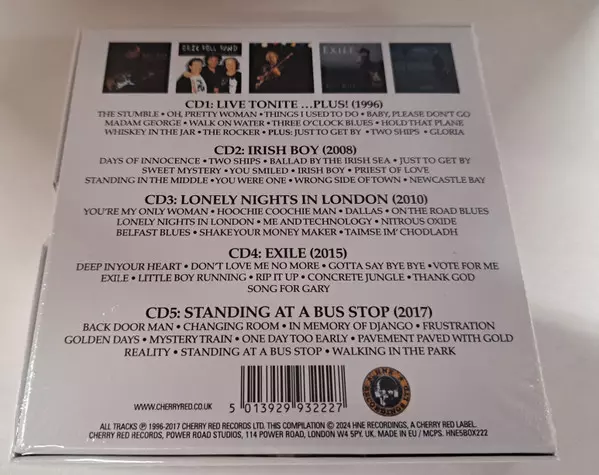 ERIC BELL BAND
EXILE
CD1: LIVE TONITE ...PLUS! (1996)
THE STUMBLE • OH, PRETTY WOMAN • THINGS I USED TO DO • BABY, PLEASE DON'T GO
MADAM GEORGE • WALK ON WATER • THREE O'CLOCK BLUES • HOLD THAT PLANE
WHISKEY IN THE JAR • THE ROCKER • PLUS: JUST TO GET BY • TWO SHIPS • GLORIA
CD2: IRISH BOY (2008)
DAYS OF INNOCENCE • TWO SHIPS • BALLAD BY THE IRISH SEA • JUST TO GET BY
SWEET MYSTERY • YOU SMILED • IRISH BOY • PRIEST OF LOVE
STANDING IN THE MIDDLE • YOU WERE ONE • WRONG SIDE OF TOWN • NEWCASTLE BAY
CD3: LONELY NIGHTS IN LONDON (2010)
YOU'RE MY ONLY WOMAN • HOOCHIE COOCHIE MAN • DALLAS • ON THE ROAD BLUES
LONELY NIGHTS IN LONDON • ME AND TECHNOLOGY • NITROUS OXIDE
BELFAST BLUES • SHAKE YOUR MONEY MAKER • TAIMSE IM' CHODLADH
CD4: EXILE (2015)
DEEP IN YOUR HEART • DON'T LOVE ME NO MORE • GOTTA SAY BYE BYE • VOTE FOR ME
EXILE • LITTLE BOY RUNNING • RIP IT UP • CONCRETE JUNGLE • THANK GOD
SONG FOR GARY
CD5: STANDING AT A BUS STOP (2017)
BACK DOOR MAN • CHANGING ROOM • IN MEMORY OF DJANGO • FRUSTRATION
GOLDEN DAYS • MYSTERY TRAIN • ONE DAY TOO EARLY • PAVEMENT PAVED WITH GOLD
REALITY • STANDING AT A BUS STOP • WALKING IN THE PARK
WWW.CHERRYRED.CO.UK
5 013929 932227
ALL TRACKS ℗ 1996-2017 CHERRY RED RECORDS LTD. THIS COMPILATION © 2024 HNE RECORDINGS, A CHERRY RED LABEL.
CHERRY RED RECORDS, POWER ROAD STUDIOS, 114 POWER ROAD, LONDON W4 5PY. UK. MADE IN EU / MCPS. HNE5BOX222